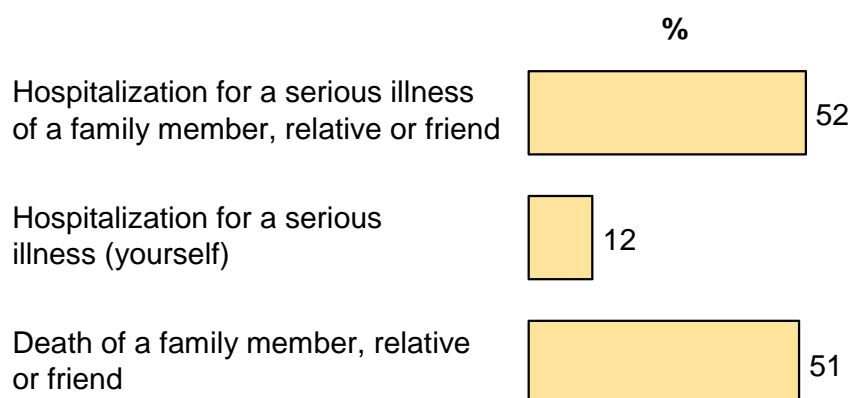 %
Hospitalization for a serious illness
of a family member, relative or friend
52
Hospitalization for a serious
illness (yourself)
12
Death of a family member, relative
or friend
51